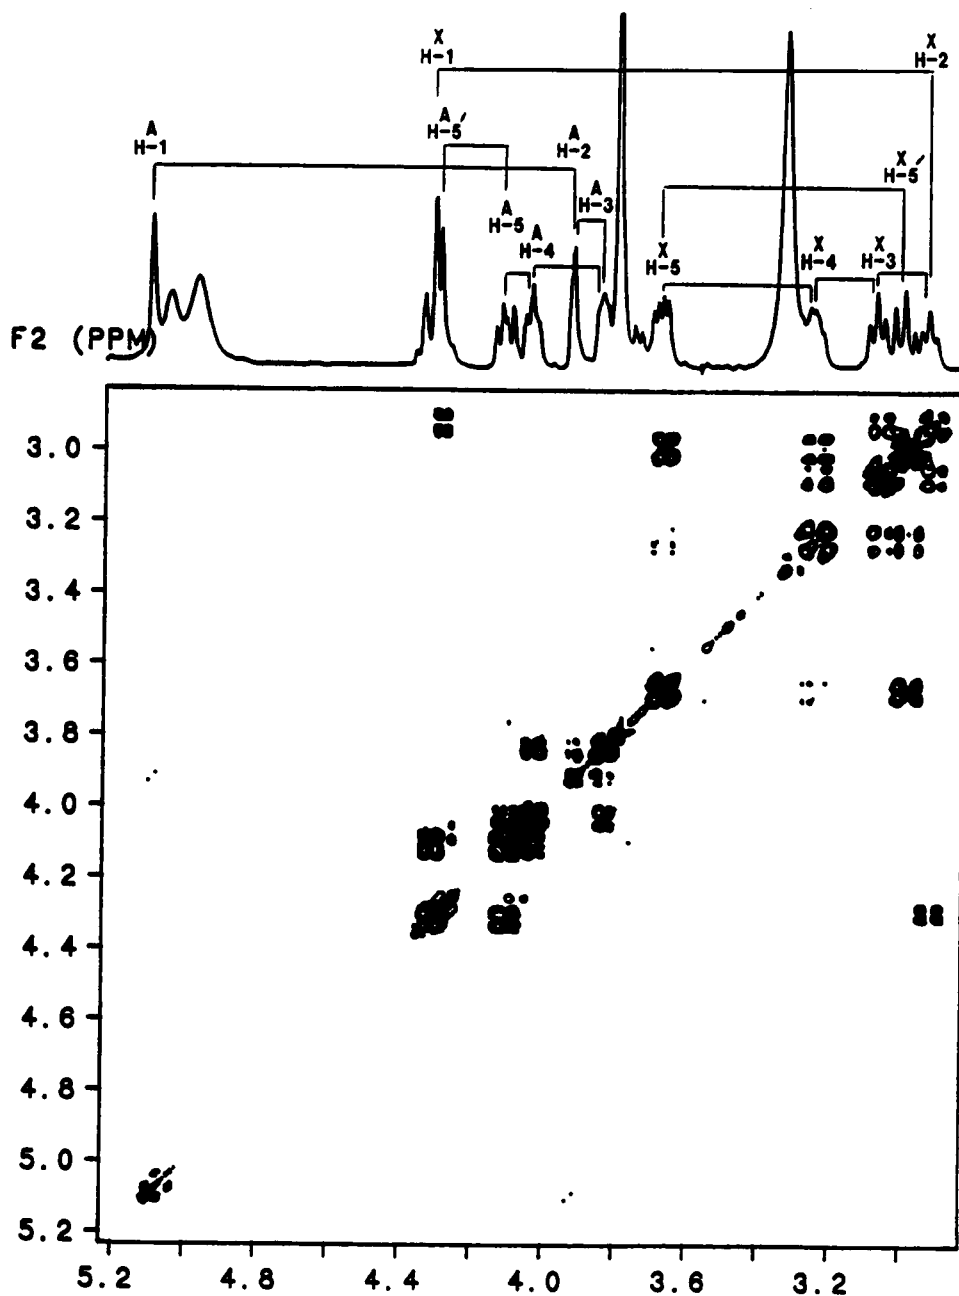 X
H-1
X
H-2
A
H-1
A
H-5′
A
H-2
X
H-5′
A
H-3
A
H-5
A
H-4
X
H-5
X
H-4
X
H-3
F2 (PPM)
3.0
3.2
3.4
3.6
3.8
4.0
4.2
4.4
4.6
4.8
5.0
5.2
5.2 4.8 4.4 4.0 3.6 3.2